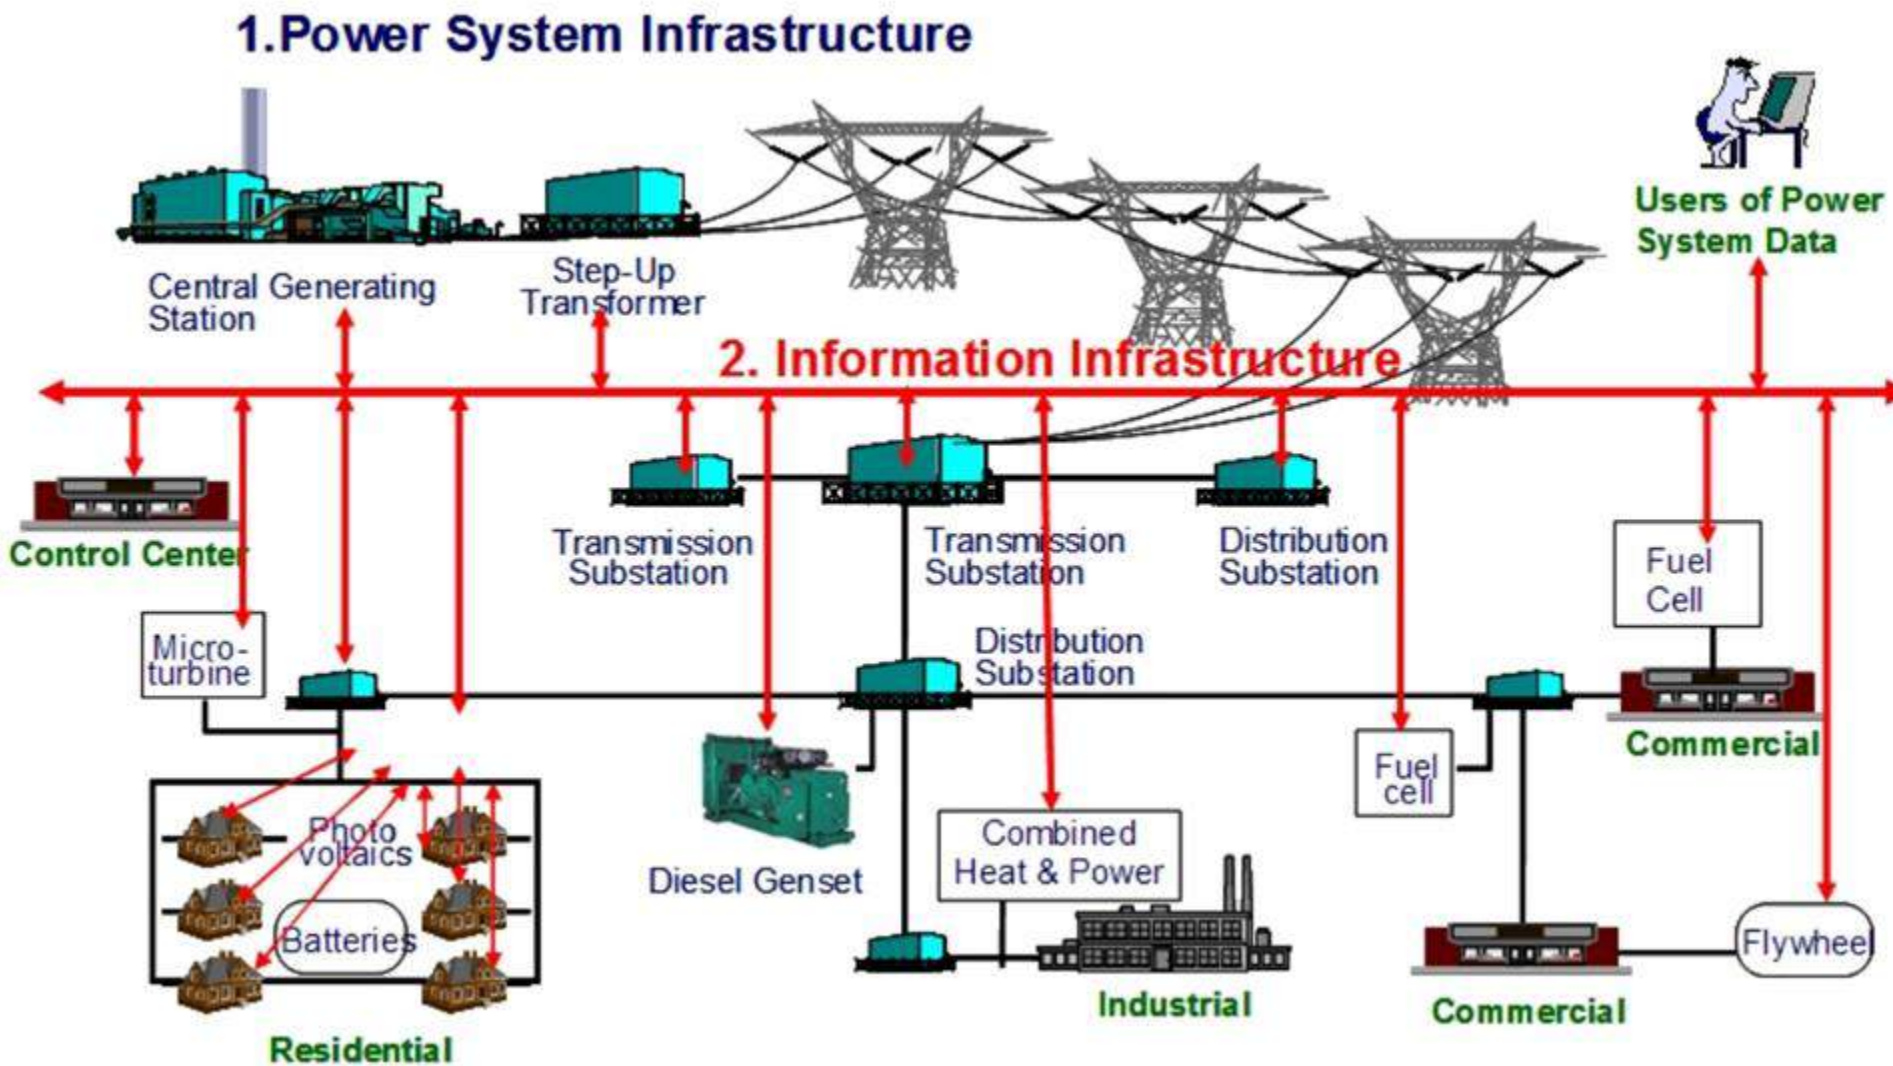 1.Power System Infrastructure
Users of Power
System Data
Central Generating
Station
Step-Up
Transformer
2. Information Infrastructure
Control Center
Transmission
Substation
Transmission
Substation
Distribution
Substation
Fuel
Cell
Micro-
turbine
Distribution
Substation
Commercial
Fuel
cell
Photo
voltaics
Diesel Genset
Combined
Heat & Power
Batteries
Flywheel
Industrial
Commercial
Residential